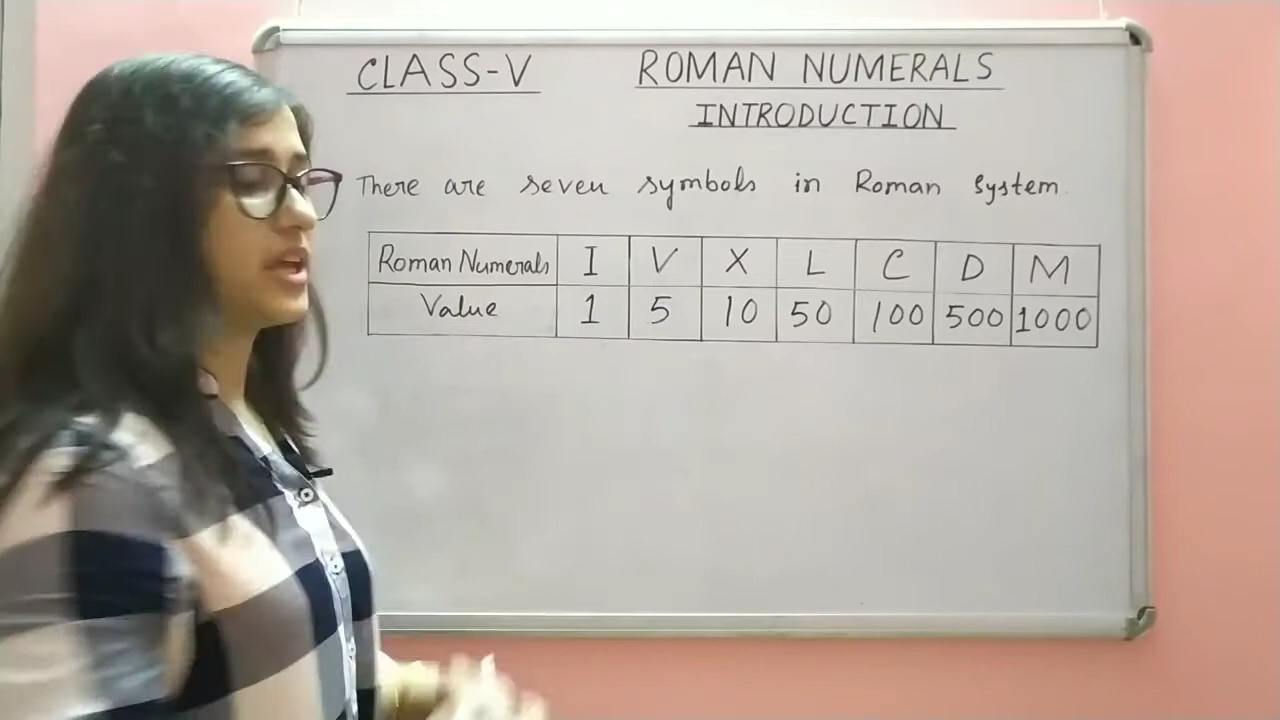 CLASS-V ROMAN NUMERALS
INTRODUCTION
There are seven symbols in Roman System.
Roman Numerals I V X L C D M
Value 1 5 10 50 100 500 1000